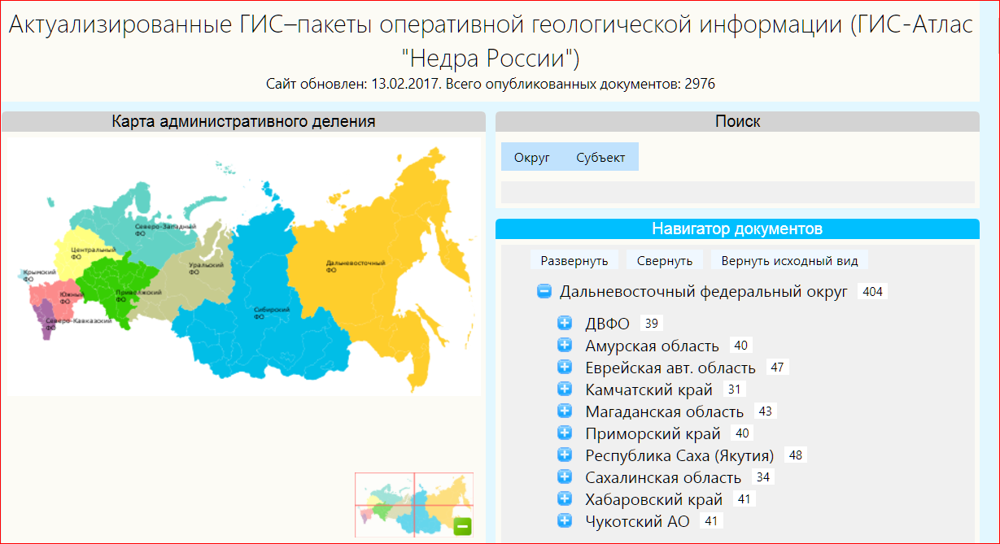 Актуализированные ГИС–пакеты оперативной геологической информации (ГИС-Атлас
"Недра России")
Сайт обновлен: 13.02.2017. Всего опубликованных документов: 2976
Карта административного деления
Северо-Западный
ФО
Центральный
ФО
Крымский
ФО
Южный
ФО
Приволжский
ФО
Северо-Кавказский
ФО
Уральский
ФО
Сибирский
ФО
Дальневосточный
ФО
Поиск
Округ Субъект
Навигатор документов
Развернуть Свернуть Вернуть исходный вид
Дальневосточный федеральный округ 404
ДВФО 39
Амурская область 40
Еврейская авт. область 47
Камчатский край 31
Магаданская область 43
Приморский край 40
Республика Саха (Якутия) 48
Сахалинская область 34
Хабаровский край 41
Чукотский АО 41